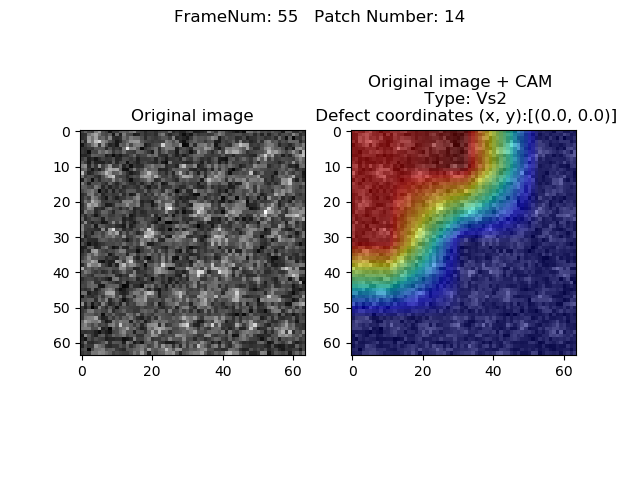 FrameNum: 55   Patch Number: 14
Original image
0
10
20
30
40
50
60
0 20 40 60
Original image + CAM
Type: Vs2
Defect coordinates (x, y):[(0.0, 0.0)]
0
10
20
30
40
50
60
0 20 40 60